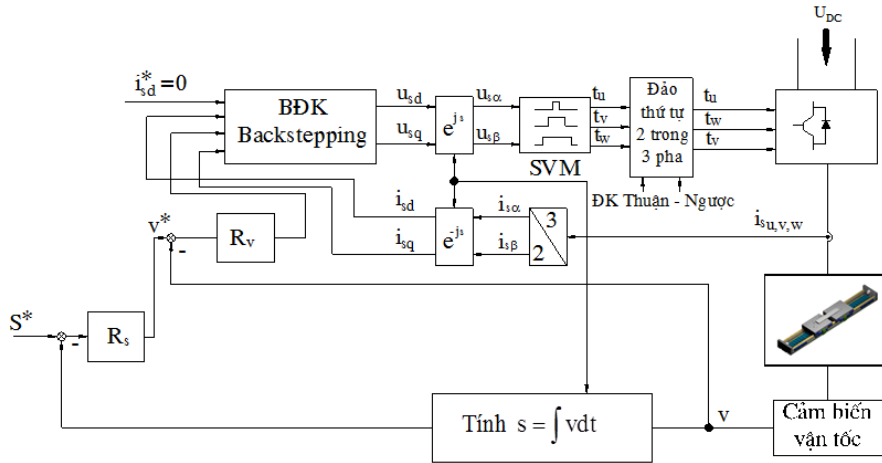 U_DC
i_sd^*=0
BĐK
Backstepping
u_sd
u_sq
e^js
u_sα
u_sβ
SVM
t_u
t_v
t_w
Đảo
thứ tự
2 trong
3 pha
t_u
t_w
t_v
ĐK Thuận - Ngược
i_sd
i_sq
e^-js
i_sα
i_sβ
3
2
i_su,v,w
v*
-
R_v
S*
-
R_s
Tính s = ∫ vdt
v
Cảm biến
vận tốc